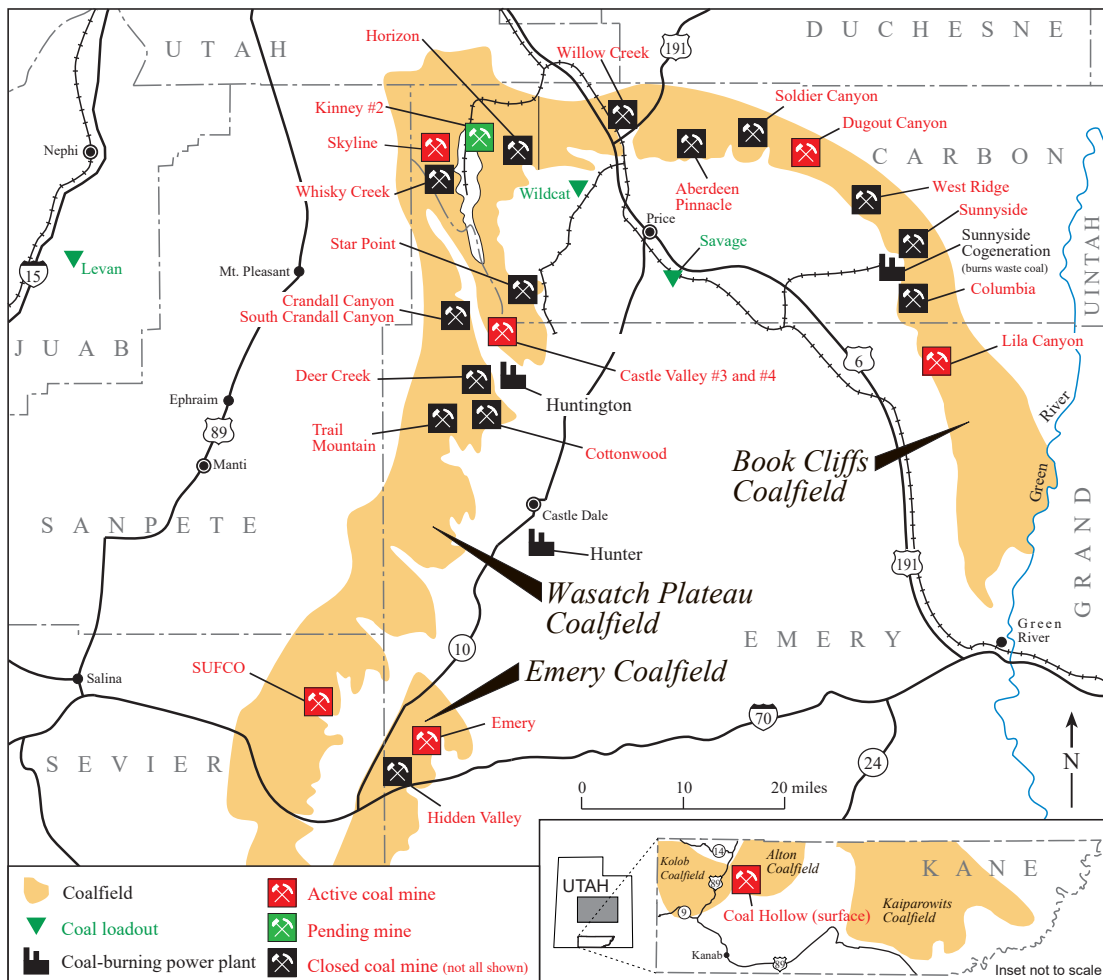 UTAH
DUCHESNE
191
Horizon
Willow Creek
Soldier Canyon
Kinney #2
Dugout Canyon
Skyline
Nephi
CARBON
Whisky Creek
Wildcat
Aberdeen
Pinnacle
West Ridge
Price
Sunnyside
Star Point
Savage
Sunnyside
Cogeneration
(burns waste coal)
UINTAH
15
Levan
Mt. Pleasant
Columbia
Crandall Canyon
South Crandall Canyon
JUAB
Lila Canyon
6
Castle Valley #3 and #4
Deer Creek
Huntington
Ephraim
89
Trail
Mountain
Cottonwood
Green River
Manti
Book Cliffs
Coalfield
SANPETE
Castle Dale
Hunter
GRAND
191
Wasatch Plateau
Coalfield
EMERY
Green
River
10
SUFCO
Salina
Emery Coalfield
Emery
70
SEVIER
24
N
Hidden Valley
0 10 20 miles
Coalfield
Coal loadout
Coal-burning power plant
Active coal mine
Pending mine
Closed coal mine (not all shown)
UTAH
Kolob
Coalfield
14
89
Alton
Coalfield
KANE
9
Coal Hollow (surface)
Kaiparowits
Coalfield
Kanab
89
Inset not to scale